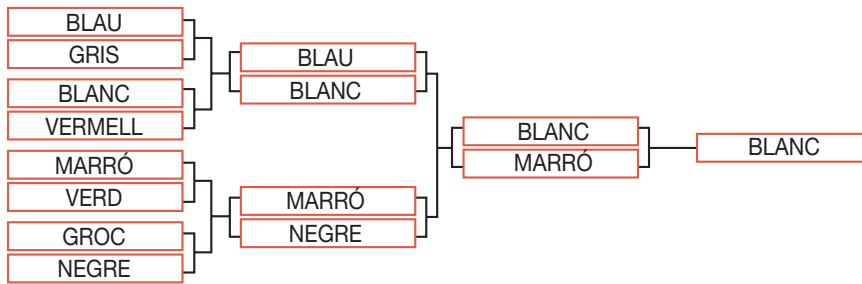 BLAU
GRIS
BLANC
VERMELL
MARRÓ
VERD
GROC
NEGRE
BLAU
BLANC
MARRÓ
NEGRE
BLANC
MARRÓ
BLANC